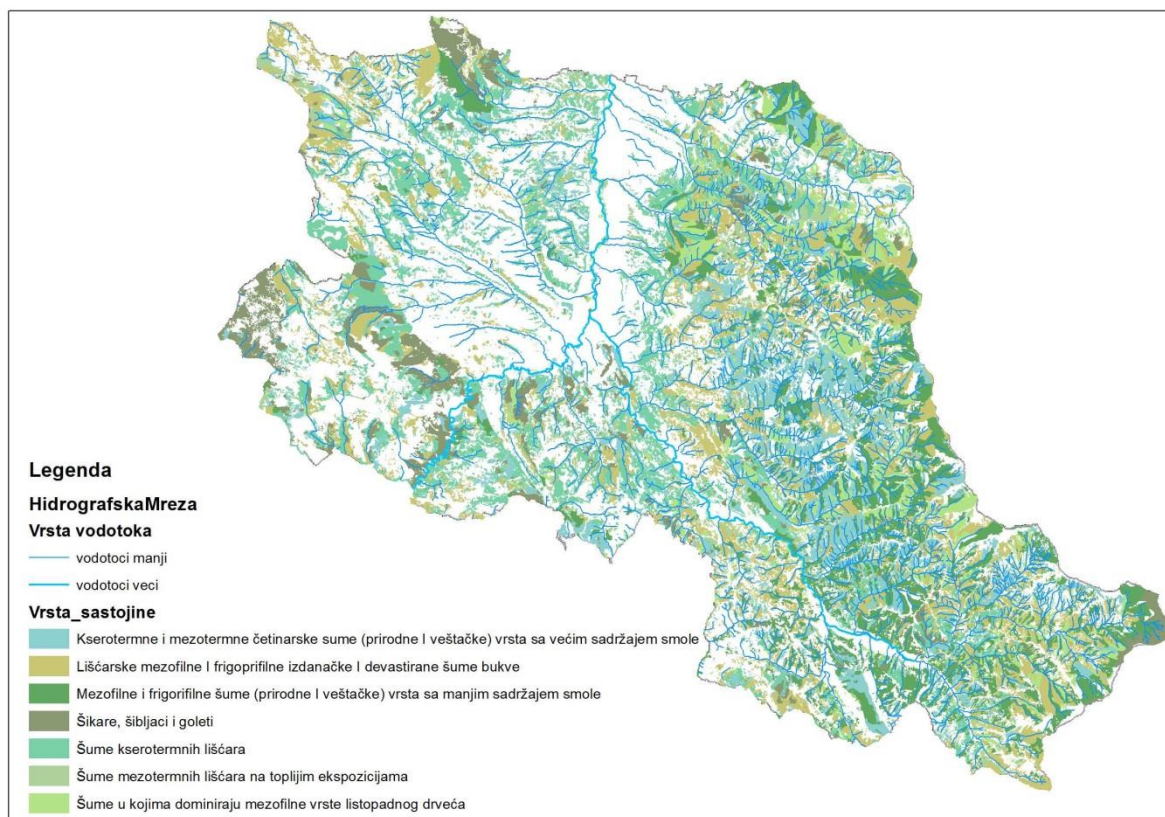 Legenda
HidrografskaMreza
Vrsta vodotoka
vodotoci manji
vodotoci veci
Vrsta_sastojine
Kserotermne i mezotermne četinarske sume (prirodne I veštačke) vrsta sa većim sadržajem smole
Lišćarske mezofilne I frigoprifilne izdanačke I devastirane šume bukve
Mezofilne i frigorifilne šume (prirodne I veštačke) vrsta sa manjim sadržajem smole
Šikare, šibljaci i goleti
Šume kserotermnih lišćara
Šume mezotermnih lišćara na toplijim ekspozicijama
Šume u kojima dominiraju mezofilne vrste listopadnog drveća